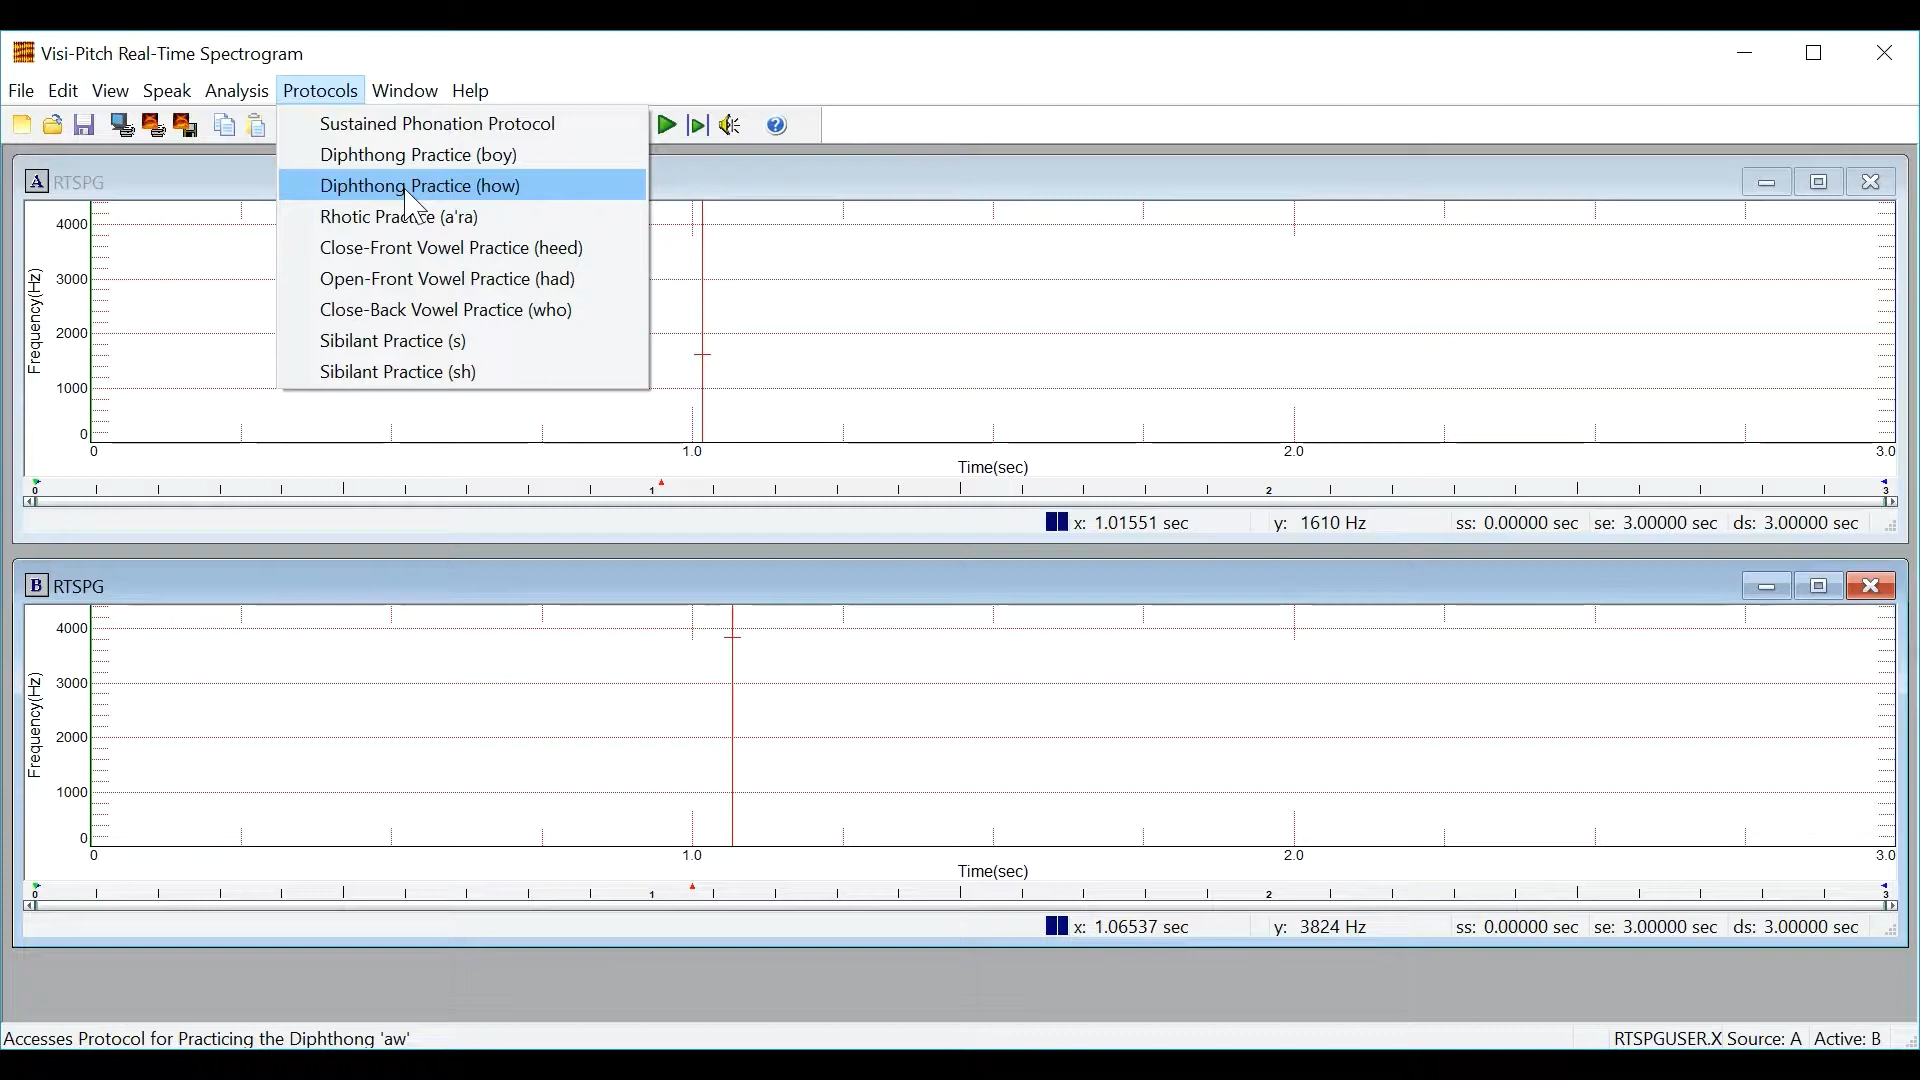 Visi-Pitch Real-Time Spectrogram
File Edit View Speak Analysis Protocols Window Help
Sustained Phonation Protocol
Diphthong Practice (boy)
Diphthong Practice (how)
Rhotic Practice (a'ra)
Close-Front Vowel Practice (heed)
Open-Front Vowel Practice (had)
Close-Back Vowel Practice (who)
Sibilant Practice (s)
Sibilant Practice (sh)
A RTSPG
4000
3000
2000
1000
0
Frequency(Hz)
0 1.0 2.0 3.0
Time(sec)
0 1 2 3
x: 1.01551 sec y: 1610 Hz ss: 0.00000 sec se: 3.00000 sec ds: 3.00000 sec
B RTSPG
4000
3000
2000
1000
0
Frequency(Hz)
0 1.0 2.0 3.0
Time(sec)
0 1 2 3
x: 1.06537 sec y: 3824 Hz ss: 0.00000 sec se: 3.00000 sec ds: 3.00000 sec
Accesses Protocol for Practicing the Diphthong 'aw' RTSPGUSER.X Source: A Active: B